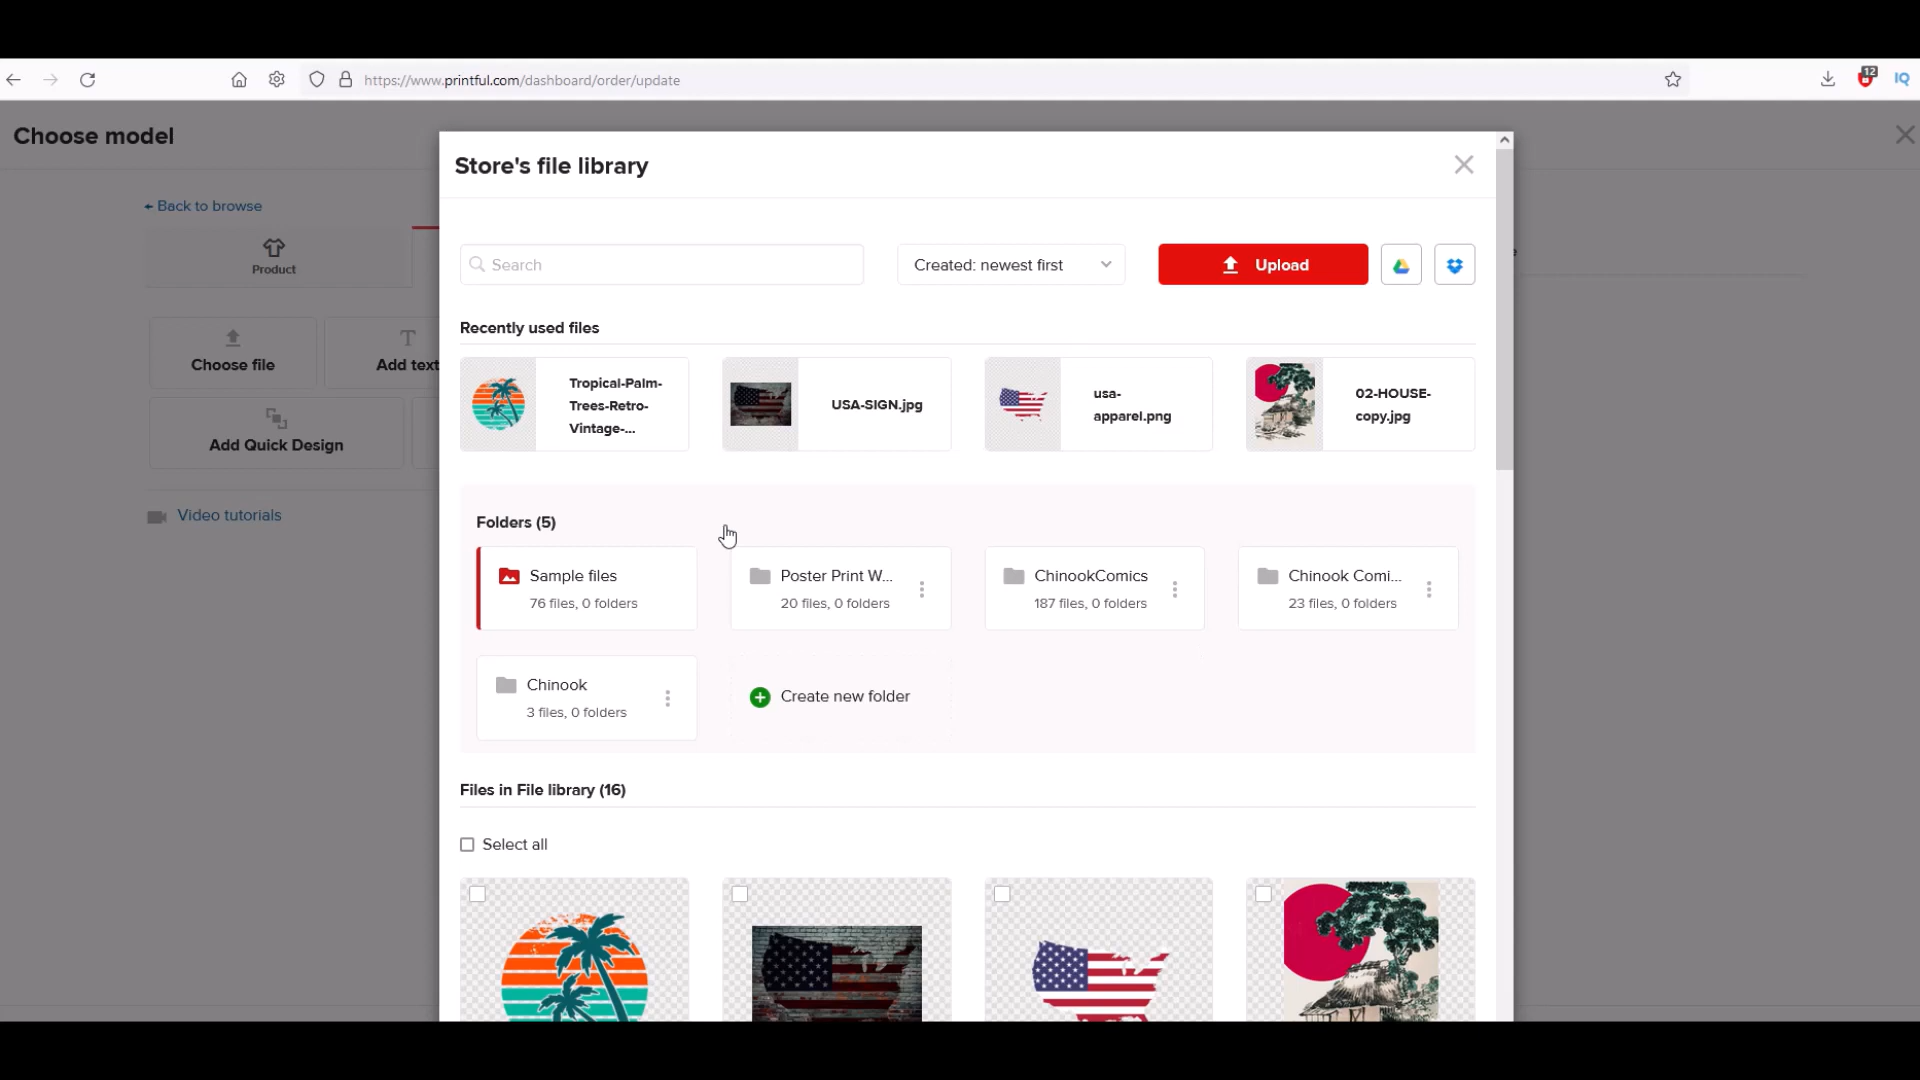 https://www.printful.com/dashboard/order/update
12
IQ
Choose model
Store's file library
← Back to browse
Product
Search
Created: newest first
Upload
Recently used files
Choose file
Add text
Tropical-Palm-
Trees-Retro-
Vintage-...
USA-SIGN.jpg
usa-
apparel.png
02-HOUSE-
copy.jpg
Add Quick Design
Video tutorials
Folders (5)
Sample files
76 files, 0 folders
Poster Print W...
20 files, 0 folders
ChinookComics
187 files, 0 folders
Chinook Comi...
23 files, 0 folders
Chinook
3 files, 0 folders
Create new folder
Files in File library (16)
Select all